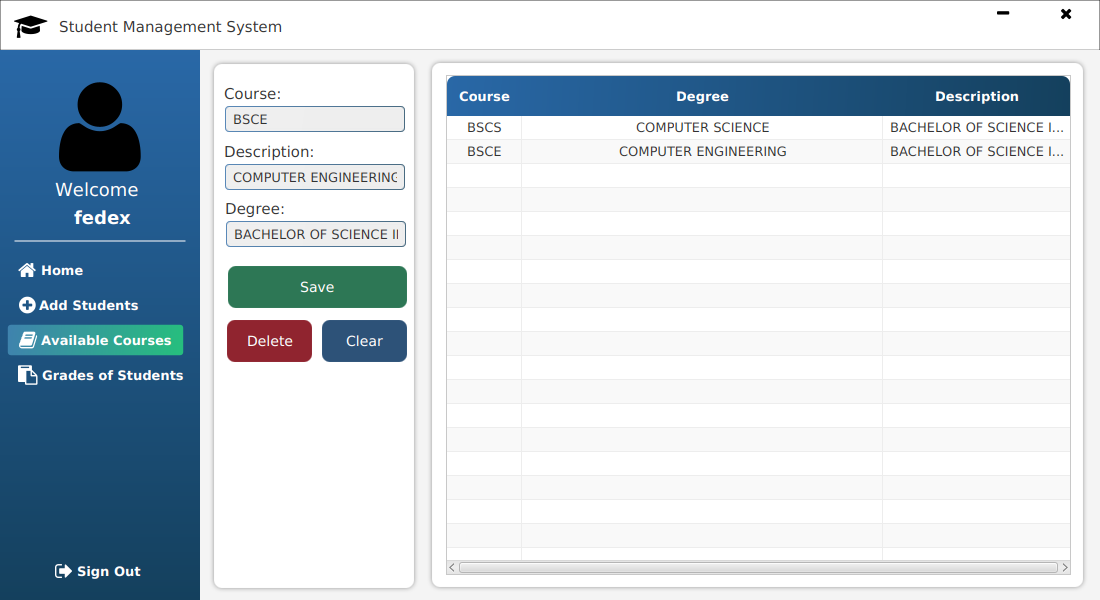 Student Management System
Welcome
fedex
Home
Add Students
Available Courses
Grades of Students
Sign Out
Course:
BSCE
Description:
COMPUTER ENGINEERING
Degree:
BACHELOR OF SCIENCE I
Save
Delete Clear
Course Degree Description
BSCS COMPUTER SCIENCE BACHELOR OF SCIENCE I...
BSCE COMPUTER ENGINEERING BACHELOR OF SCIENCE I...